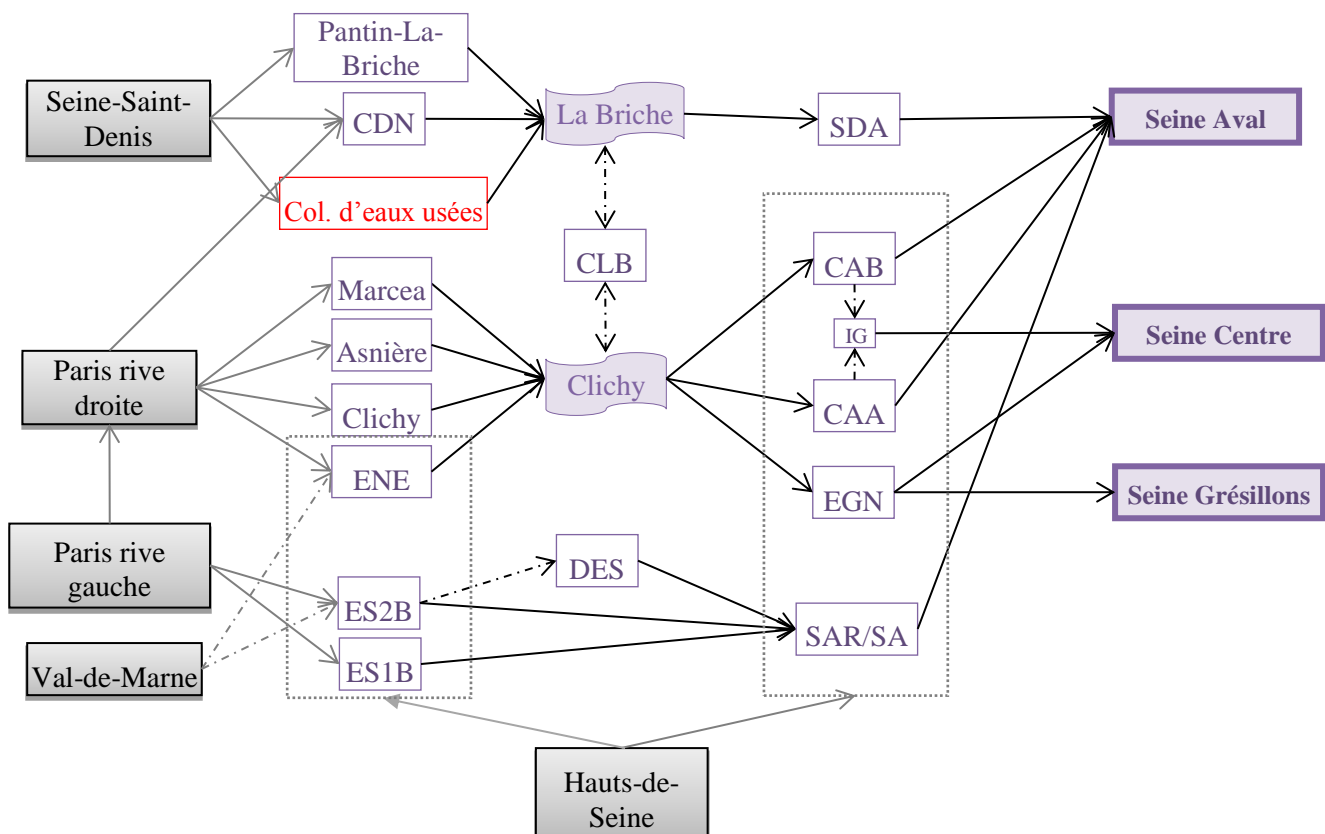 Pantin-La-
Briche
Seine-Saint-
Denis
CDN
La Briche
SDA
Seine Aval
Col. d'eaux usées
CLB
CAB
Marcea
IG
Seine Centre
Asnière
Paris rive
droite
Clichy
Clichy
CAA
ENE
EGN
Seine Grésillons
Paris rive
gauche
DES
ES2B
SAR/SA
Val-de-Marne
ES1B
Hauts-de-
Seine